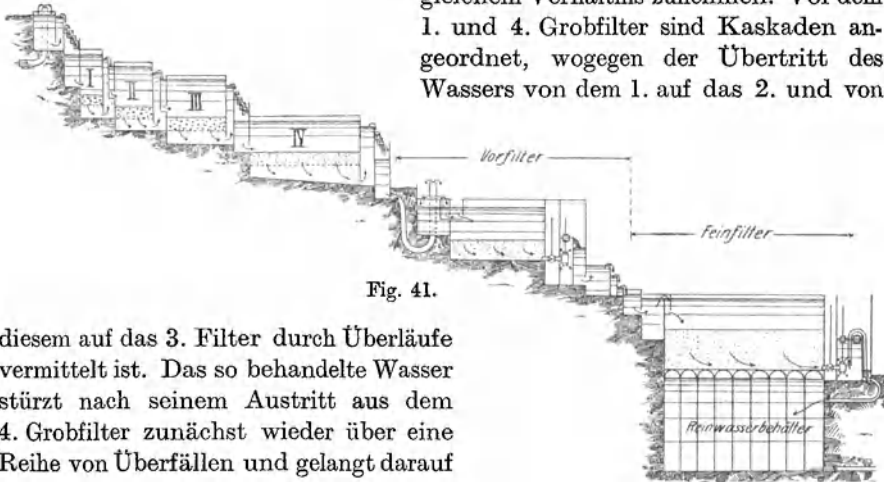 gleichem Verhältnis zunehmen. Vor dem
1. und 4. Grobfilter sind Kaskaden an-
geordnet, wogegen der Übertritt des
Wassers von dem 1. auf das 2. und von
I
II
III
IV
Vorfilter
Feinfilter
Reinwasserbehälter
Fig. 41.
diesem auf das 3. Filter durch Überläufe
vermittelt ist. Das so behandelte Wasser
stürzt nach seinem Austritt aus dem
4. Grobfilter zunächst wieder über eine
Reihe von Überfällen und gelangt darauf